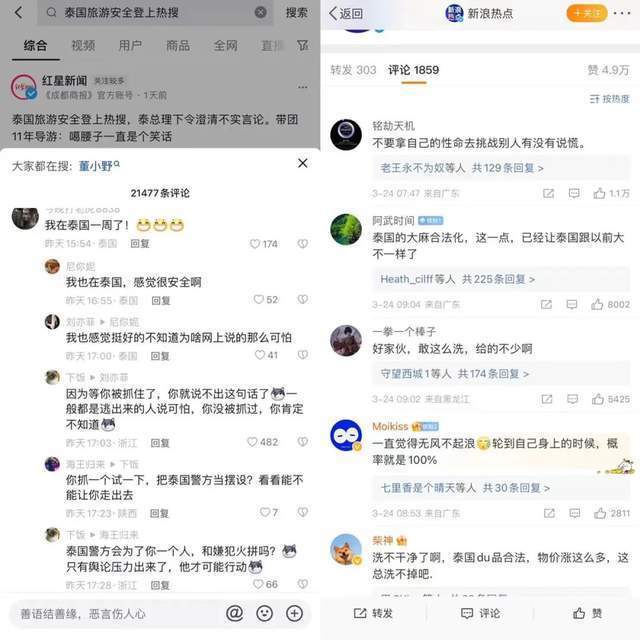 泰国旅游安全登上热搜
搜索
综合
视频
用户
商品
全网
直播
红星新闻
关注较多
《成都商报》官方账号·1天前
泰国旅游安全登上热搜,泰总理下令澄清不实言论。带团
11年导游:噶腰子一直是个笑话
大家都在搜:董小野
21477条评论
我在泰国一周了!
昨天 15:54·泰国
回复
174
尼你妮
我也在泰国,感觉很安全啊
昨天 16:55·泰国
回复
52
刘亦菲 ▸ 尼你妮
我也感觉挺好的不知道为啥网上说的那么可怕
昨天 17:00·泰国
回复
41
下饭 ▸ 刘亦菲
因为等你被抓住了,你就说不出这句话了一
般都是逃出来的人说可怕,你没被抓过,你肯定
不知道
昨天 17:03·浙江
回复
482
海王归来 ▸ 下饭
你抓一个试一下,把泰国警方当摆设?看看能不
能让你走出去
昨天 17:23·陕西
回复
7
下饭 ▸ 海王归来
泰国警方会为了你一个人,和嫌犯火拼吗?
只有舆论压力出来了,他才可能行动
昨天 17:28·浙江
回复
66
善语结善缘,恶言伤人心
返回
新浪热点
+关注
转发 303
评论 1859
赞 4.9万
按热度
铭劫天机
不要拿自己的性命去挑战别人有没有说慌。
老王永不为奴等人 共129条回复 >
3-24 07:47 来自广东
1.1万
阿武时间
泰国的大麻合法化,这一点,已经让泰国跟以前大
不一样了
Heath_cilff等人 共225条回复 >
3-24 09:04 来自广东
8002
一拳一个棒子
好家伙,敢这么洗,给的不少啊
守望西城1等人 共174条回复 >
3-24 09:02 来自黑龙江
5425
Moikiss
一直觉得无风不起浪轮到自己身上的时候,概
率就是100%
七里香是个晴天等人 共30条回复 >
3-24 08:53 来自广东
2811
柴神
洗不干净了啊,泰国du品合法,物价涨这么多,这
总洗不掉吧.
转发
评论
赞